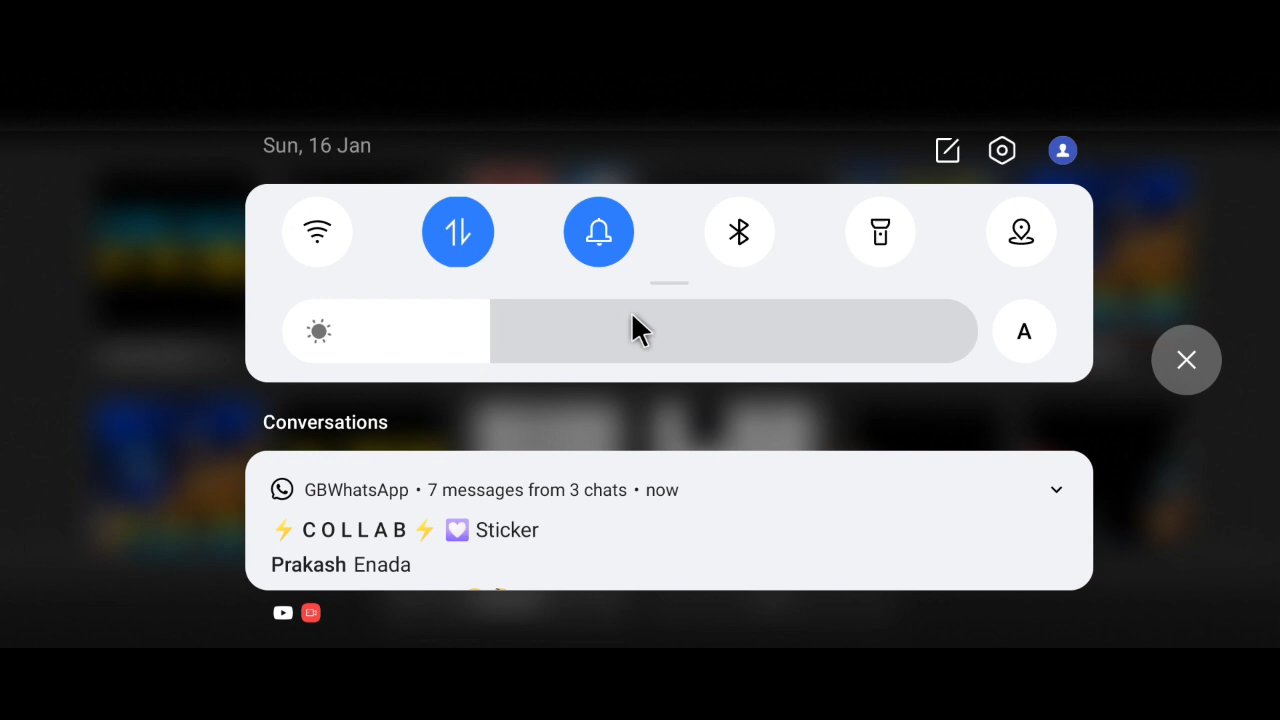 Sun, 16 Jan
A
Conversations
GBWhatsApp • 7 messages from 3 chats • now
⚡ C O L L A B ⚡ 💟 Sticker
Prakash Enada